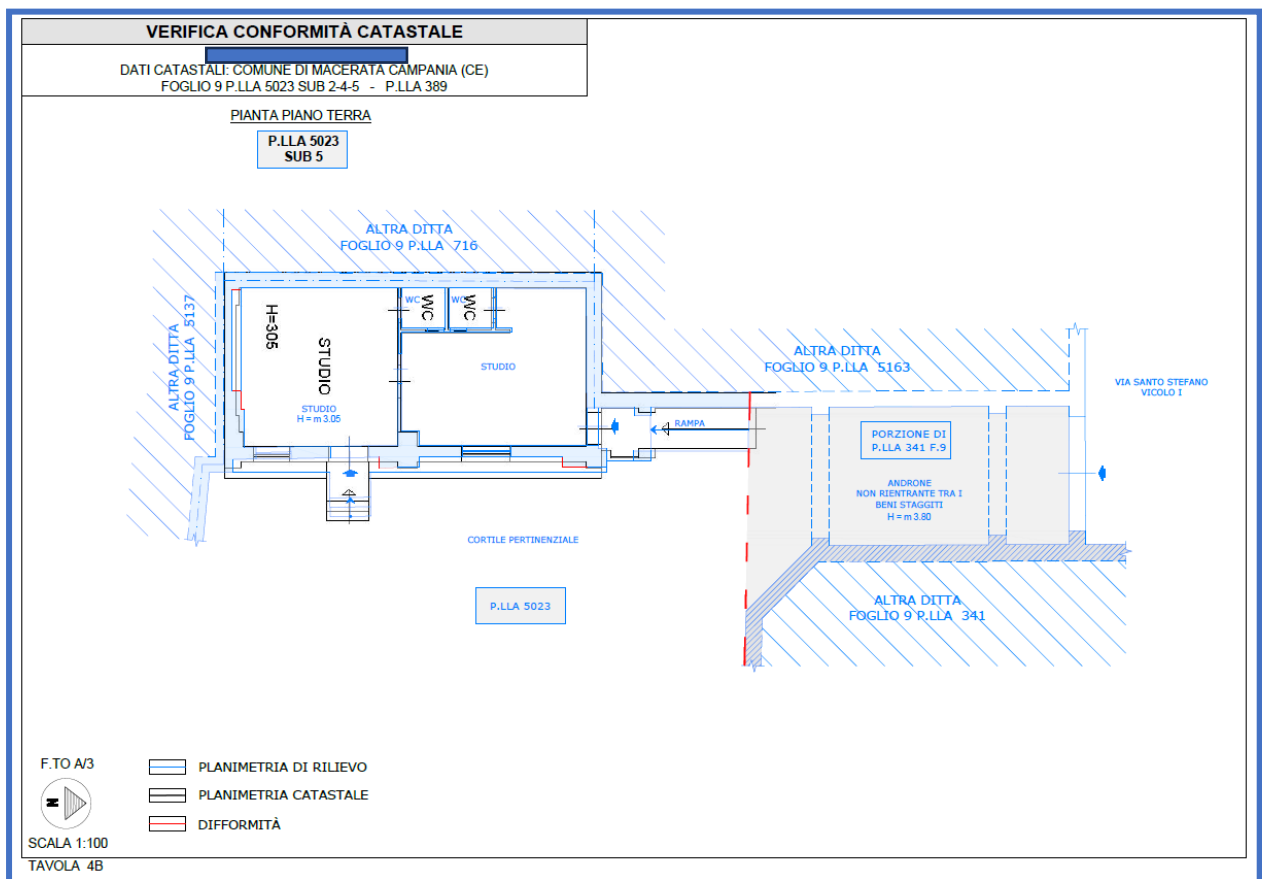 VERIFICA CONFORMITÀ CATASTALE
DATI CATASTALI: COMUNE DI MACERATA CAMPANIA (CE)
FOGLIO 9 P.LLA 5023 SUB 2-4-5 - P.LLA 389
PIANTA PIANO TERRA
P.LLA 5023
SUB 5
ALTRA DITTA
FOGLIO 9 P.LLA 716
ALTRA DITTA
FOGLIO 9 P.LLA 5137
H=305
STUDIO
STUDIO
H = m 3.05
WC
WC
WC
WC
STUDIO
ALTRA DITTA
FOGLIO 9 P.LLA 5163
VIA SANTO STEFANO
VICOLO I
RAMPA
PORZIONE DI
P.LLA 341 F.9
ANDRONE
NON RIENTRANTE TRA I
BENI STAGGITI
H = m 3.80
CORTILE PERTINENZIALE
P.LLA 5023
ALTRA DITTA
FOGLIO 9 P.LLA 341
F.TO A/3
N
SCALA 1:100
TAVOLA 4B
PLANIMETRIA DI RILIEVO
PLANIMETRIA CATASTALE
DIFFORMITÀ